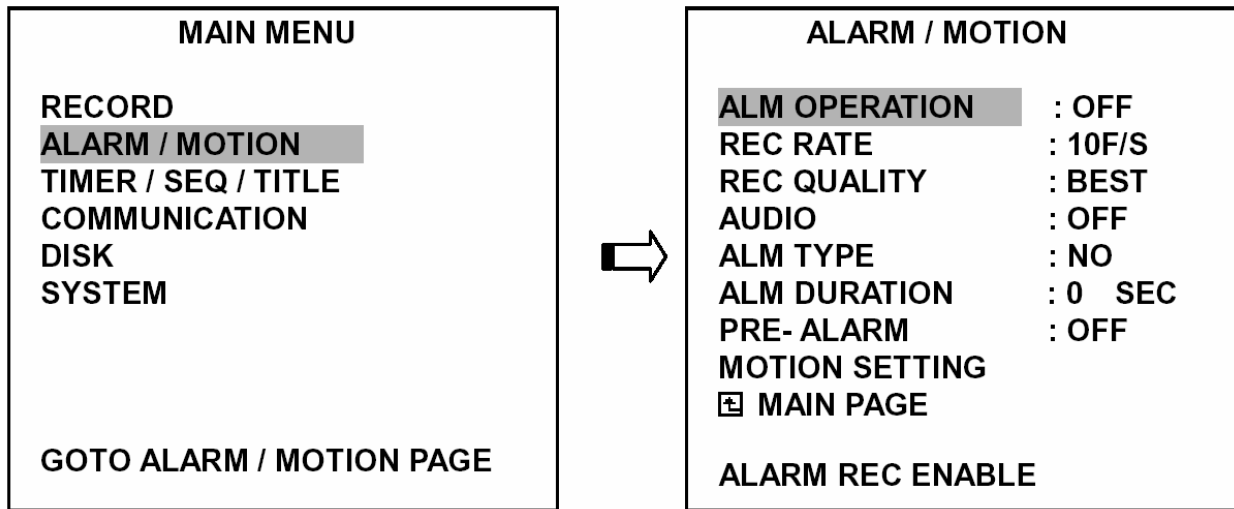 MAIN MENU
RECORD
ALARM / MOTION
TIMER / SEQ / TITLE
COMMUNICATION
DISK
SYSTEM
GOTO ALARM / MOTION PAGE
ALARM / MOTION
ALM OPERATION : OFF
REC RATE : 10F/S
REC QUALITY : BEST
AUDIO : OFF
ALM TYPE : NO
ALM DURATION : 0 SEC
PRE- ALARM : OFF
MOTION SETTING
MAIN PAGE
ALARM REC ENABLE